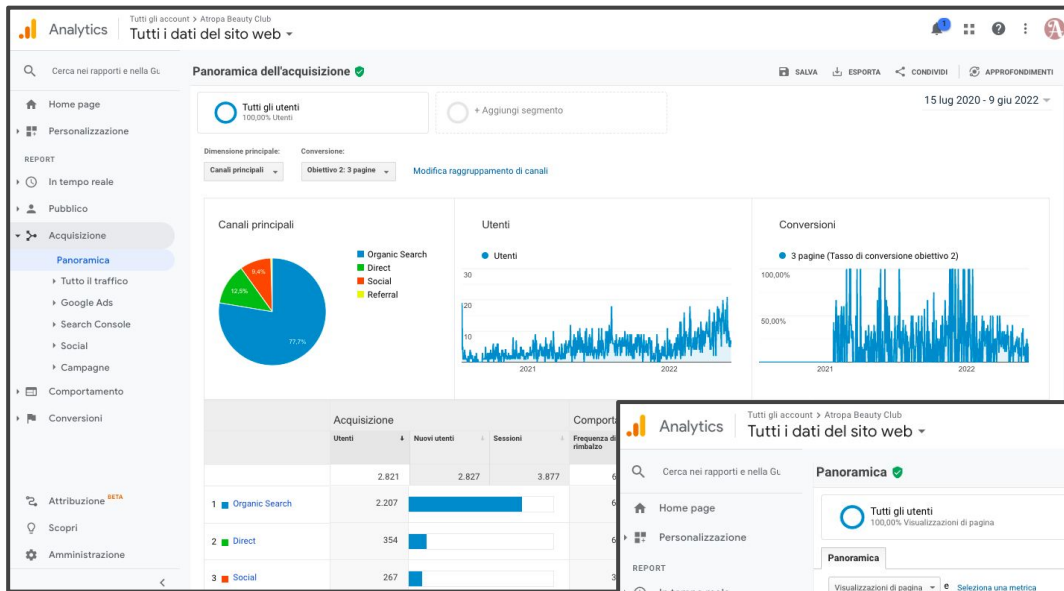 Analytics
Tutti gli account > Atropa Beauty Club
Tutti i dati del sito web
1
Cerca nei rapporti e nella Gu
Home page
Personalizzazione
REPORT
In tempo reale
Pubblico
Acquisizione
Panoramica
Tutto il traffico
Google Ads
Search Console
Social
Campagne
Comportamento
Conversioni
Attribuzione BETA
Scopri
Amministrazione
Panoramica dell'acquisizione
SALVA
ESPORTA
CONDIVIDI
APPROFONDIMENTI
Tutti gli utenti
100,00% Utenti
+ Aggiungi segmento
15 lug 2020 - 9 giu 2022
Dimensione principale:
Conversione:
Canali principali
Obiettivo 2: 3 pagine
Modifica raggruppamento di canali
Canali principali
9,4%
12,5%
77,7%
Organic Search
Direct
Social
Referral
Utenti
Utenti
30
20
10
2021
2022
Conversioni
3 pagine (Tasso di conversione obiettivo 2)
100,00%
50,00%
2021
2022
Acquisizione
Utenti
Nuovi utenti
Sessioni
Frequenza di
rimbalzo
2.821
2.827
3.877
1 Organic Search
2.207
2 Direct
354
3 Social
267
Analytics
Tutti gli account > Atropa Beauty Club
Tutti i dati del sito web
Cerca nei rapporti e nella Gu
Home page
Personalizzazione
REPORT
Panoramica
Tutti gli utenti
100,00% Visualizzazioni di pagina
Panoramica
Visualizzazioni di pagina
e
Seleziona una metrica